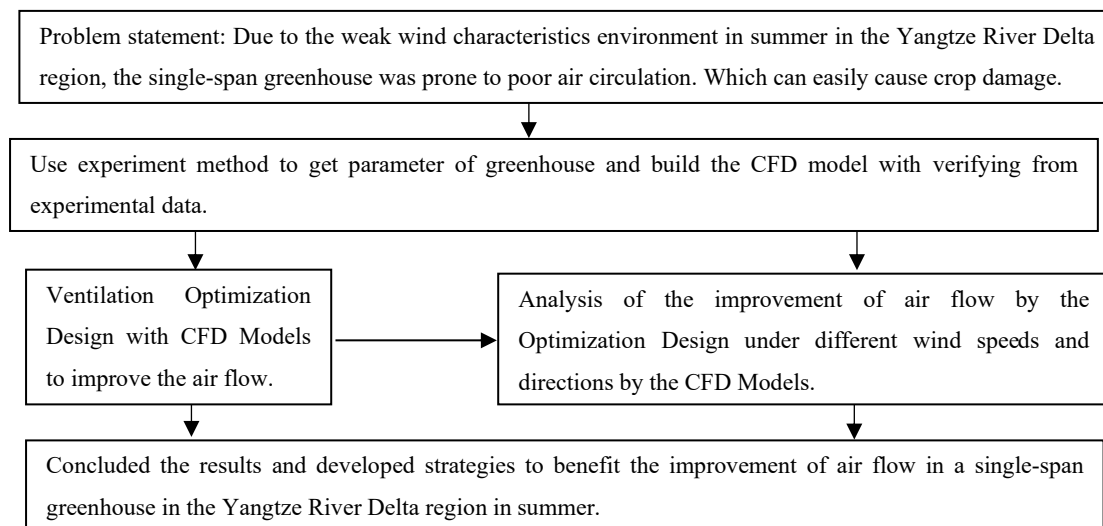 Problem statement: Due to the weak wind characteristics environment in summer in the Yangtze River Delta
region, the single-span greenhouse was prone to poor air circulation. Which can easily cause crop damage.
Use experiment method to get parameter of greenhouse and build the CFD model with verifying from
experimental data.
Ventilation Optimization
Design with CFD Models
to improve the air flow.
Analysis of the improvement of air flow by the
Optimization Design under different wind speeds and
directions by the CFD Models.
Concluded the results and developed strategies to benefit the improvement of air flow in a single-span
greenhouse in the Yangtze River Delta region in summer.